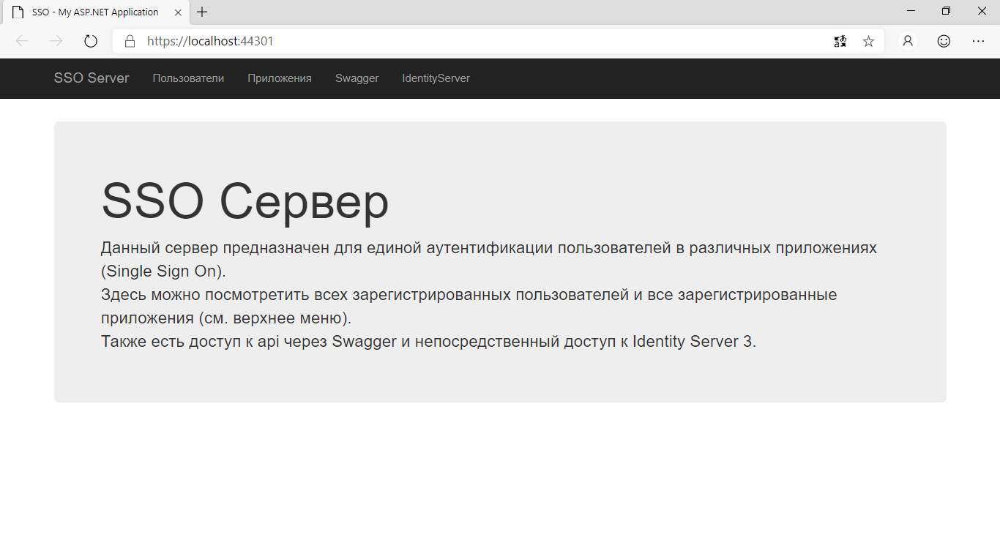 SSO - My ASP.NET Application
https://localhost:44301
SSO Server Пользователи Приложения Swagger IdentityServer
SSO Сервер
Данный сервер предназначен для единой аутентификации пользователей в различных приложениях
(Single Sign On).
Здесь можно посмотретить всех зарегистрированных пользователей и все зарегистрированные
приложения (см. верхнее меню).
Также есть доступ к api через Swagger и непосредственный доступ к Identity Server 3.